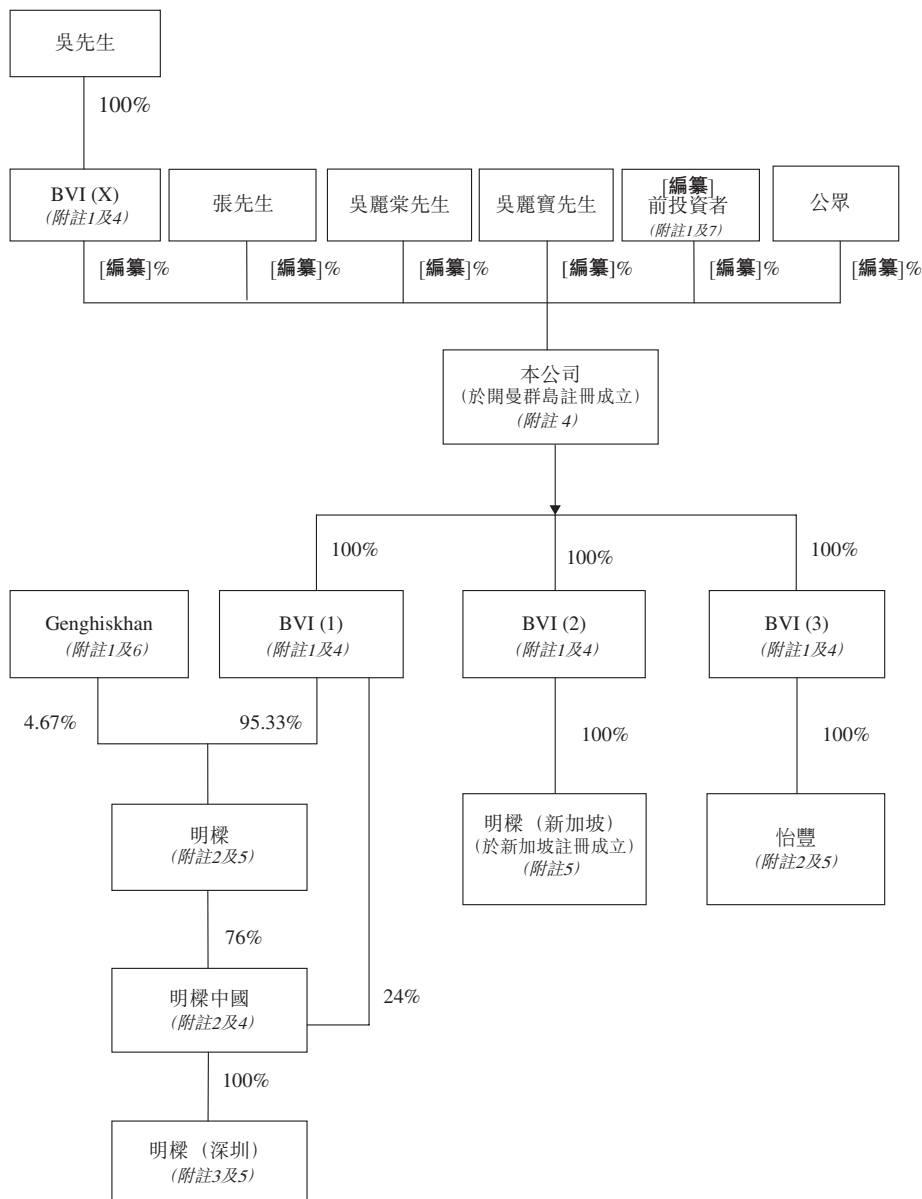 吳先生
100%
BVI (X)
(附註1及4)
張先生
吳麗棠先生
吳麗寶先生
[編纂]
前投資者
(附註1及7)
公眾
[編纂]%
[編纂]%
[編纂]%
[編纂]%
[編纂]%
[編纂]%
本公司
(於開曼群島註冊成立)
(附註 4)
100%
100%
100%
Genghiskhan
(附註1及6)
BVI (1)
(附註1及4)
BVI (2)
(附註1及4)
BVI (3)
(附註1及4)
4.67%
95.33%
100%
100%
明樑
(附註2及5)
明樑（新加坡）
(於新加坡註冊成立)
(附註5)
怡豐
(附註2及5)
76%
24%
明樑中國
(附註2及4)
100%
明樑（深圳）
(附註3及5)